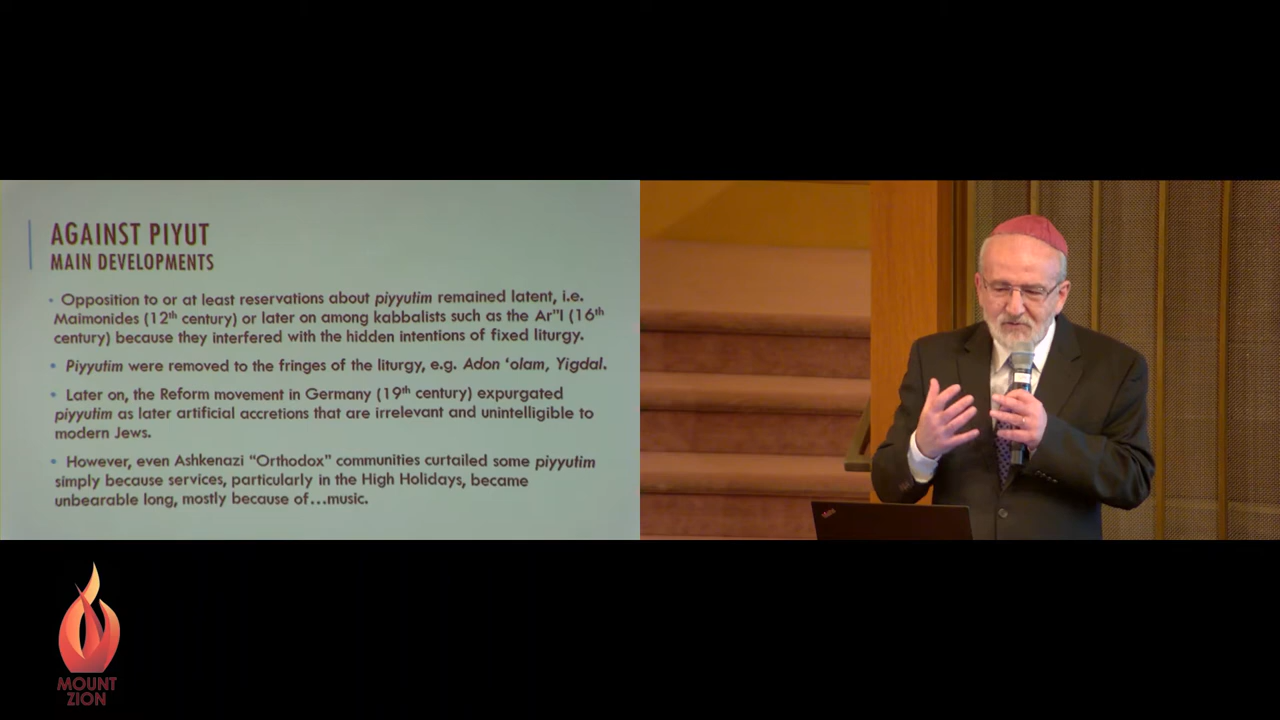 AGAINST PIYUT
MAIN DEVELOPMENTS
• Opposition to or at least reservations about piyyutim remained latent, i.e.
Maimonides (12th century) or later on among kabbalists such as the Ar"I (16th
century) because they interfered with the hidden intentions of fixed liturgy.
• Piyyutim were removed to the fringes of the liturgy, e.g. Adon ‘olam, Yigdal.
• Later on, the Reform movement in Germany (19th century) expurgated
piyyutim as later artificial accretions that are irrelevant and unintelligible to
modern Jews.
• However, even Ashkenazi “Orthodox” communities curtailed some piyyutim
simply because services, particularly in the High Holidays, became
unbearable long, mostly because of…music.
MOUNT
ZION